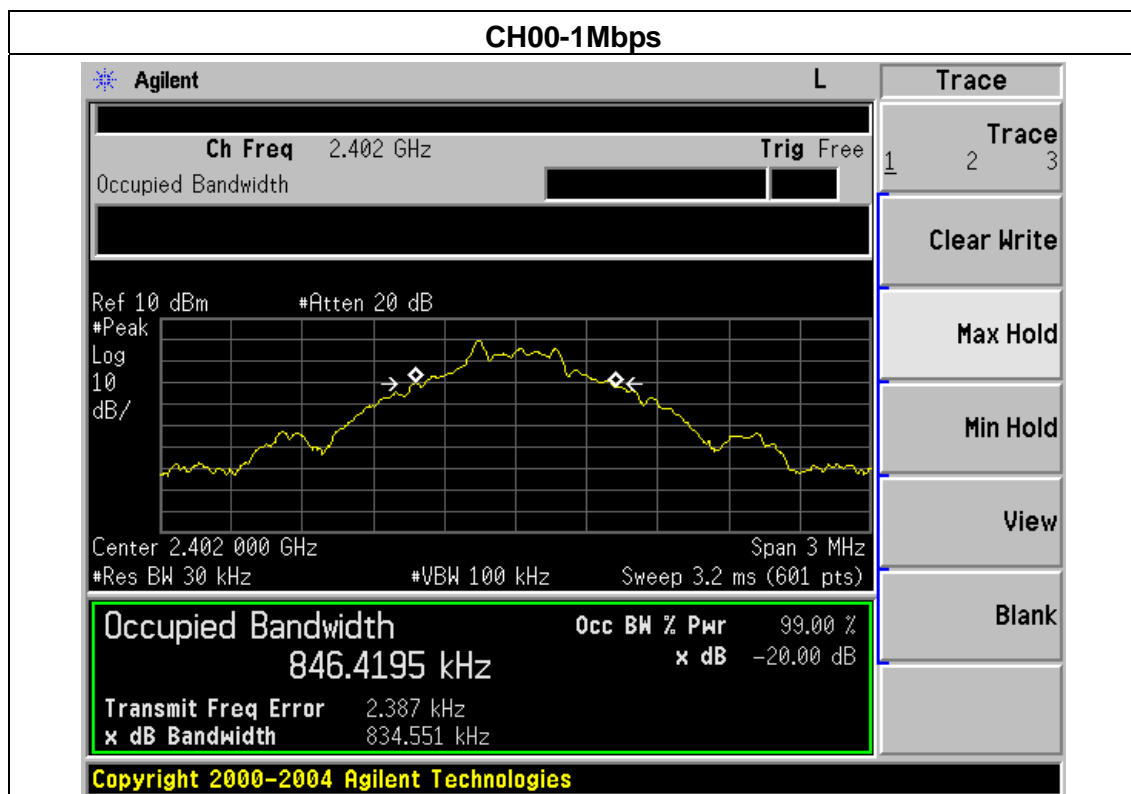 CH00-1Mbps
Agilent L Trace
Ch Freq 2.402 GHz Trig Free
Occupied Bandwidth
Trace
1 2 3
Clear Write
Max Hold
Min Hold
View
Blank
Ref 10 dBm #Atten 20 dB
#Peak
Log
10
dB/
Center 2.402 000 GHz Span 3 MHz
#Res BW 30 kHz #VBW 100 kHz Sweep 3.2 ms (601 pts)
Occupied Bandwidth Occ BW % Pwr 99.00 %
846.4195 kHz x dB -20.00 dB
Transmit Freq Error 2.387 kHz
x dB Bandwidth 834.551 kHz
Copyright 2000-2004 Agilent Technologies